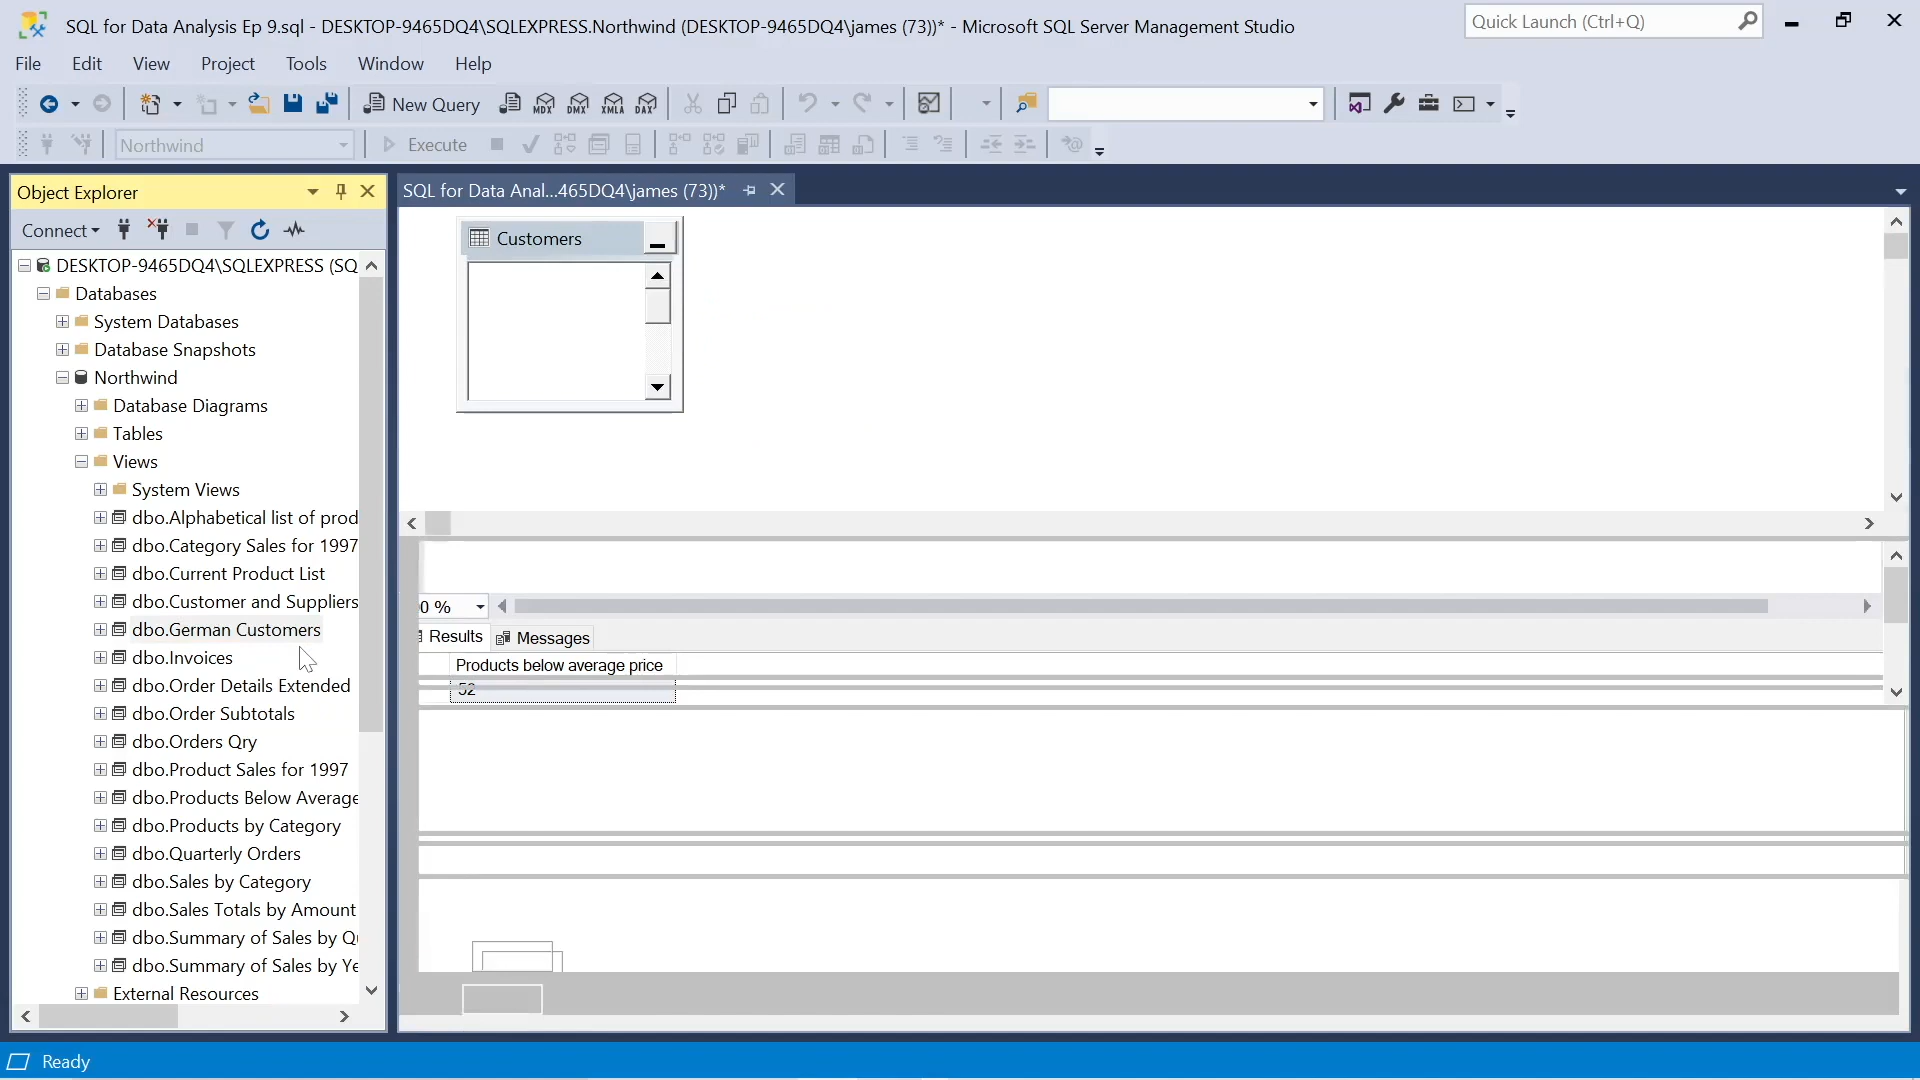 SQL for Data Analysis Ep 9.sql - DESKTOP-9465DQ4\SQLEXPRESS.Northwind (DESKTOP-9465DQ4\james (73))* - Microsoft SQL Server Management Studio
Quick Launch (Ctrl+Q)
File Edit View Project Tools Window Help
New Query MDX DMX XMLA DAX
Northwind Execute
Object Explorer
SQL for Data Anal...465DQ4\james (73))*
Connect
Customers
DESKTOP-9465DQ4\SQLEXPRESS (SQ
Databases
System Databases
Database Snapshots
Northwind
Database Diagrams
Tables
Views
System Views
dbo.Alphabetical list of prod
dbo.Category Sales for 1997
dbo.Current Product List
dbo.Customer and Suppliers
dbo.German Customers
dbo.Invoices
dbo.Order Details Extended
dbo.Order Subtotals
dbo.Orders Qry
dbo.Product Sales for 1997
dbo.Products Below Average
dbo.Products by Category
dbo.Quarterly Orders
dbo.Sales by Category
dbo.Sales Totals by Amount
dbo.Summary of Sales by Qu
dbo.Summary of Sales by Ye
External Resources
0 %
Results Messages
Products below average price
52
Ready